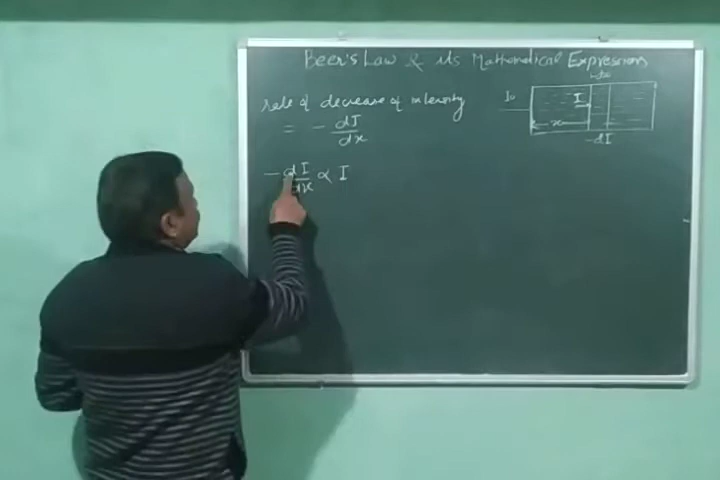 Beer's Law & its Mathematical Expression
rate of decrease of intensity
= - dI/dx
- dI/dx ∝ I
I₀
I
x
dx
-dI